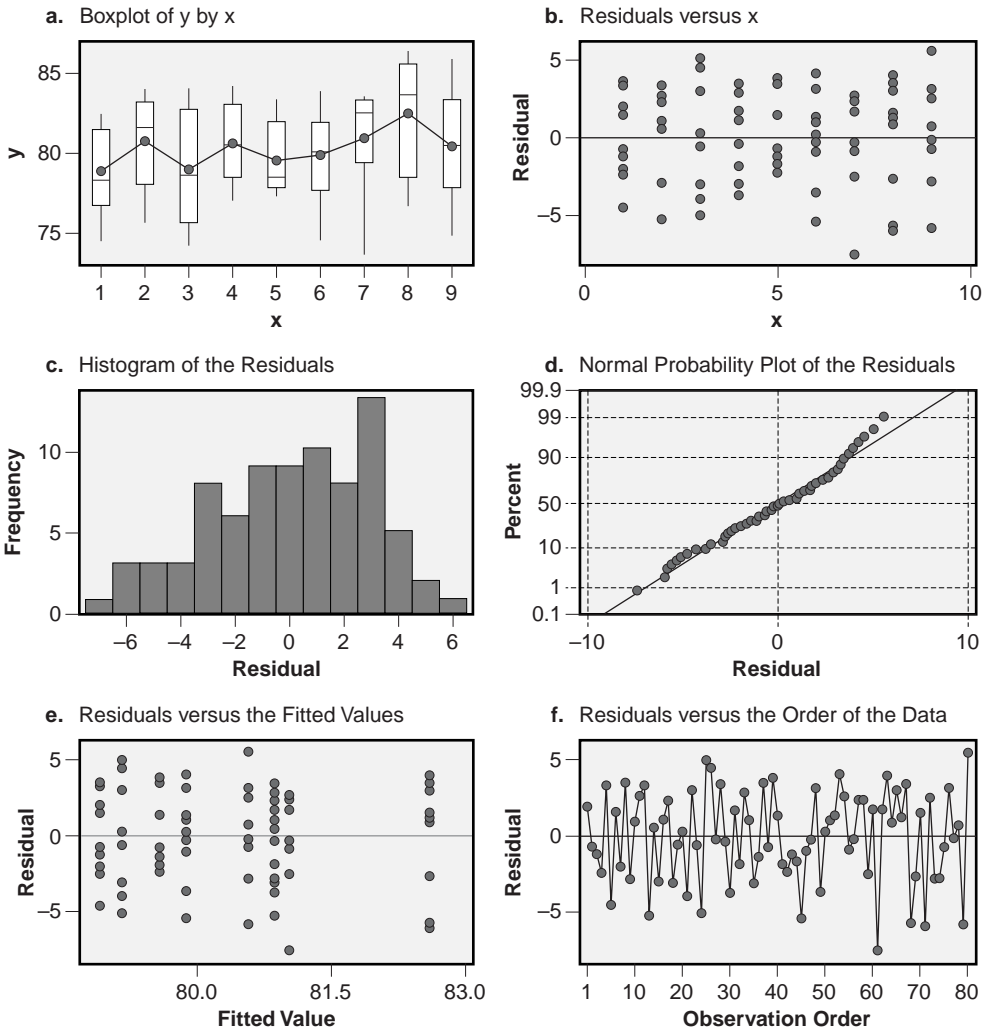 a. Boxplot of y by x
85
80
75
y
1 2 3 4 5 6 7 8 9
x
b. Residuals versus x
5
0
–5
Residual
0 5 10
x
c. Histogram of the Residuals
10
5
0
Frequency
–6 –4 –2 0 2 4 6
Residual
d. Normal Probability Plot of the Residuals
99.9
99
90
50
10
1
0.1
Percent
–10 0 10
Residual
e. Residuals versus the Fitted Values
5
0
–5
Residual
80.0 81.5 83.0
Fitted Value
f. Residuals versus the Order of the Data
5
0
–5
Residual
1 10 20 30 40 50 60 70 80
Observation Order